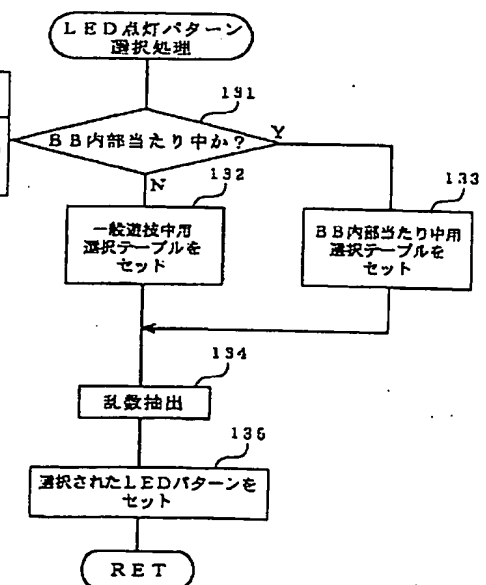 LED点灯パターン
選択処理
131
BB内部当たり中か?
Y
N
132
一般遊技中用
選択テーブルを
セット
133
BB内部当たり中用
選択テーブルを
セット
134
乱数抽出
135
選択されたLEDパターンを
セット
RET